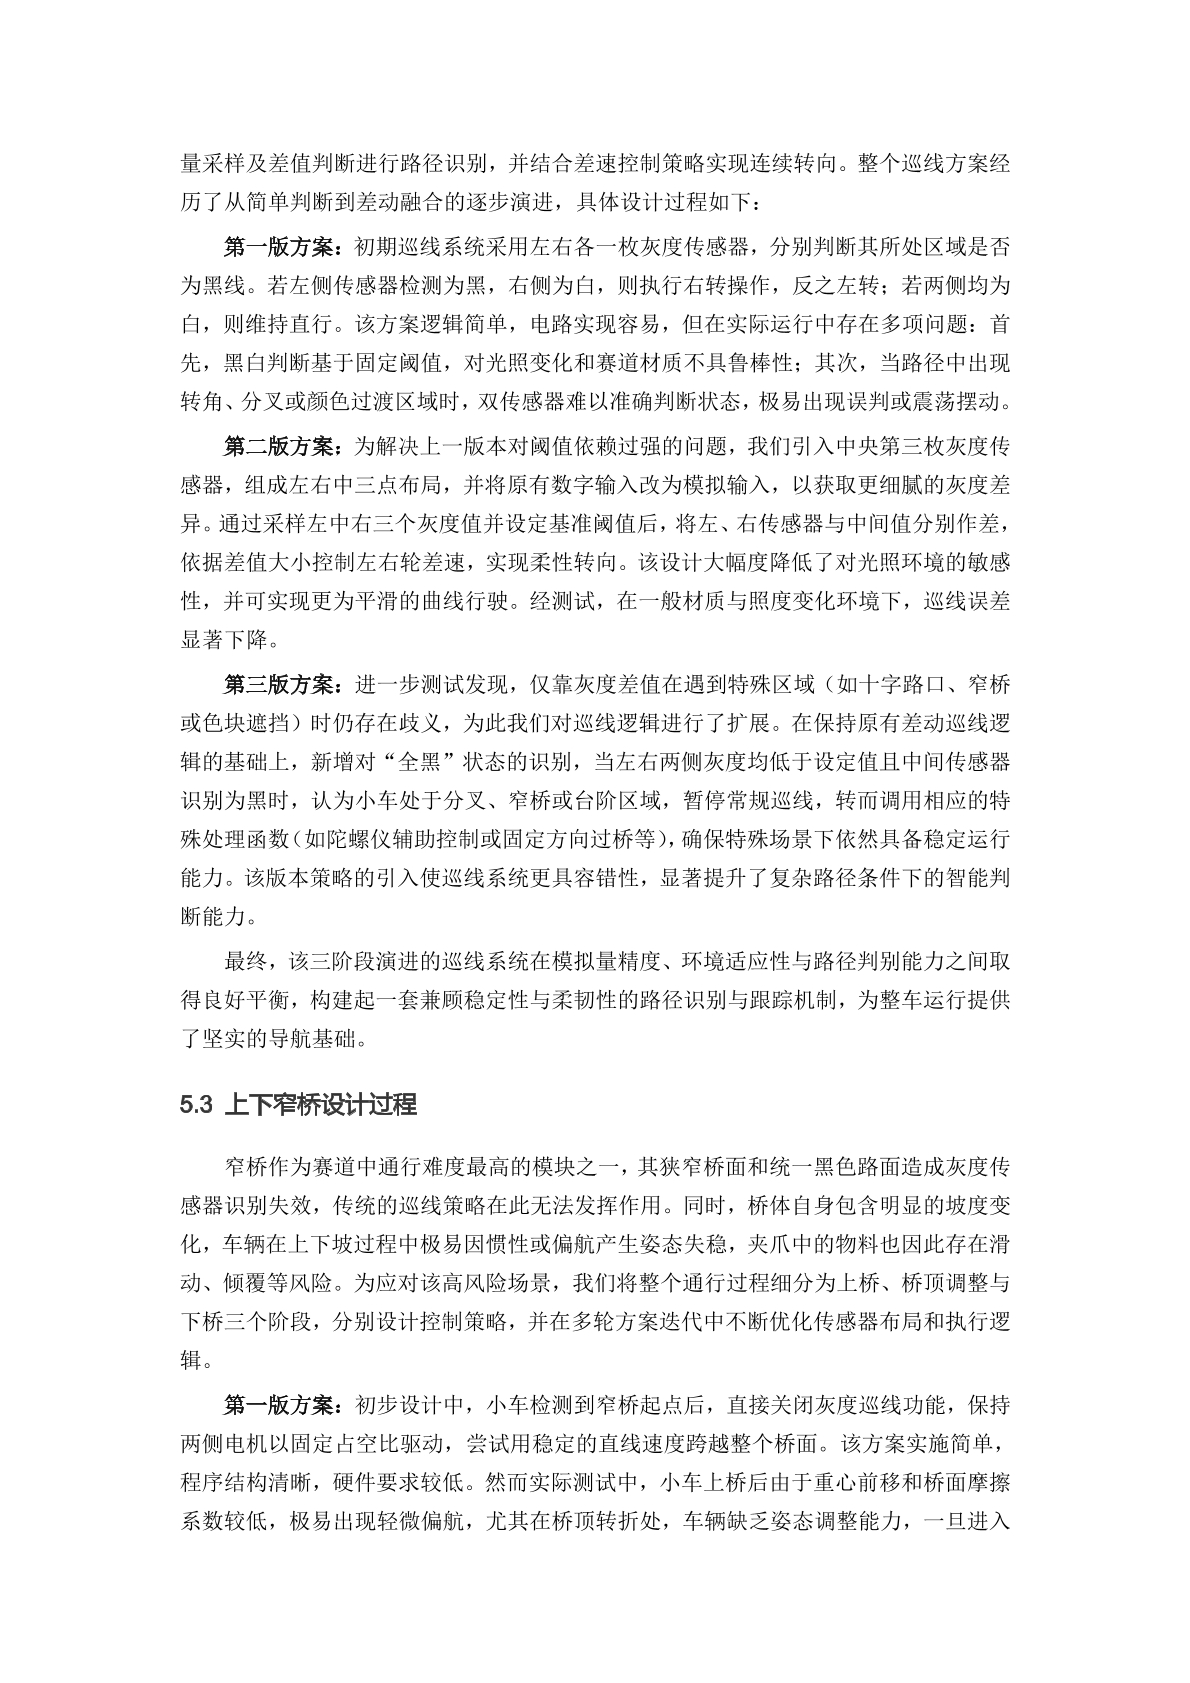 量采样及差值判断进行路径识别，并结合差速控制策略实现连续转向。整个巡线方案经
历了从简单判断到差动融合的逐步演进，具体设计过程如下：
第一版方案：初期巡线系统采用左右各一枚灰度传感器，分别判断其所处区域是否
为黑线。若左侧传感器检测为黑，右侧为白，则执行右转操作，反之左转；若两侧均为
白，则维持直行。该方案逻辑简单，电路实现容易，但在实际运行中存在多项问题：首
先，黑白判断基于固定阈值，对光照变化和赛道材质不具鲁棒性；其次，当路径中出现
转角、分叉或颜色过渡区域时，双传感器难以准确判断状态，极易出现误判或震荡摆动。
第二版方案：为解决上一版本对阈值依赖过强的问题，我们引入中央第三枚灰度传
感器，组成左右中三点布局，并将原有数字输入改为模拟输入，以获取更细腻的灰度差
异。通过采样左中右三个灰度值并设定基准阈值后，将左、右传感器与中间值分别作差，
依据差值大小控制左右轮差速，实现柔性转向。该设计大幅度降低了对光照环境的敏感
性，并可实现更为平滑的曲线行驶。经测试，在一般材质与照度变化环境下，巡线误差
显著下降。
第三版方案：进一步测试发现，仅靠灰度差值在遇到特殊区域（如十字路口、窄桥
或色块遮挡）时仍存在歧义，为此我们对巡线逻辑进行了扩展。在保持原有差动巡线逻
辑的基础上，新增对“全黑”状态的识别，当左右两侧灰度均低于设定值且中间传感器
识别为黑时，认为小车处于分叉、窄桥或台阶区域，暂停常规巡线，转而调用相应的特
殊处理函数（如陀螺仪辅助控制或固定方向过桥等），确保特殊场景下依然具备稳定运行
能力。该版本策略的引入使巡线系统更具容错性，显著提升了复杂路径条件下的智能判
断能力。
最终，该三阶段演进的巡线系统在模拟量精度、环境适应性与路径判别能力之间取
得良好平衡，构建起一套兼顾稳定性与柔韧性的路径识别与跟踪机制，为整车运行提供
了坚实的导航基础。
5.3 上下窄桥设计过程
窄桥作为赛道中通行难度最高的模块之一，其狭窄桥面和统一黑色路面造成灰度传
感器识别失效，传统的巡线策略在此无法发挥作用。同时，桥体自身包含明显的坡度变
化，车辆在上下坡过程中极易因惯性或偏航产生姿态失稳，夹爪中的物料也因此存在滑
动、倾覆等风险。为应对该高风险场景，我们将整个通行过程细分为上桥、桥顶调整与
下桥三个阶段，分别设计控制策略，并在多轮方案迭代中不断优化传感器布局和执行逻
辑。
第一版方案：初步设计中，小车检测到窄桥起点后，直接关闭灰度巡线功能，保持
两侧电机以固定占空比驱动，尝试用稳定的直线速度跨越整个桥面。该方案实施简单，
程序结构清晰，硬件要求较低。然而实际测试中，小车上桥后由于重心前移和桥面摩擦
系数较低，极易出现轻微偏航，尤其在桥顶转折处，车辆缺乏姿态调整能力，一旦进入